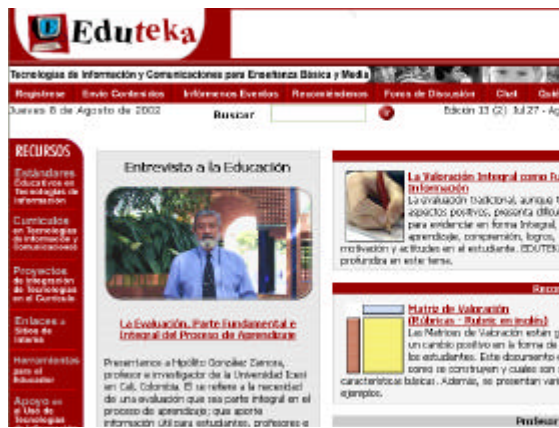 Eduteka
Tecnologías de Información y Comunicaciones para Enseñanza Básica y Media
Regístrese Envíe Contenidos Infórmenos Eventos Recomiéndenos Foros de Discusión Chat
Jueves 8 de Agosto de 2002 Buscar Edición 13 (2) Jul 27 - Ag
RECURSOS
Estándares
Educativos en
Tecnologías de
Información
Currículos
en Tecnologías
de Información y
Comunicaciones
Proyectos
de Integración
de Tecnologías
en el Currículo
Enlaces a
Sitios de
Interés
Herramientas
para el
Educador
Apoyo en
el Uso de
Tecnologías
Entrevista a la Educación
La Evaluación, Parte Fundamental e
Integral del Proceso de Aprendizaje
Presentamos a Hipólito González Zamora,
profesor e investigador de la Universidad Icesi
en Cali, Colombia. Él se refiere a la necesidad
de una evaluación que sea parte integral en el
proceso de aprendizaje; que aporte
información útil para estudiantes, profesores e
La Valoración Integral como Fu
Información
La evaluación tradicional, aunque t
aspectos positivos, presenta dificul
para evidenciar en forma Integral,
aprendizaje, comprensión, logros,
motivación y actitudes en el estudiante. EDUTEK
profundiza en este tema.
Reco
Matriz de Valoración
(Rúbricas - Rubric en inglés)
Las Matrices de Valoración están g
un cambio positivo en la forma de
los estudiantes. Este documento e
como se construyen y cuales son
características básicas. Además, se presentan vari
ejemplos.
Profesor